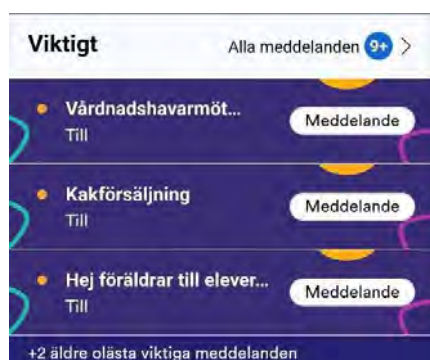 Viktigt
Alla meddelanden 9+ >
Vårdnadshavarmöt...
Till
Meddelande
Kakförsäljning
Till
Meddelande
Hej föräldrar till elever...
Till
Meddelande
+2 äldre olästa viktiga meddelanden